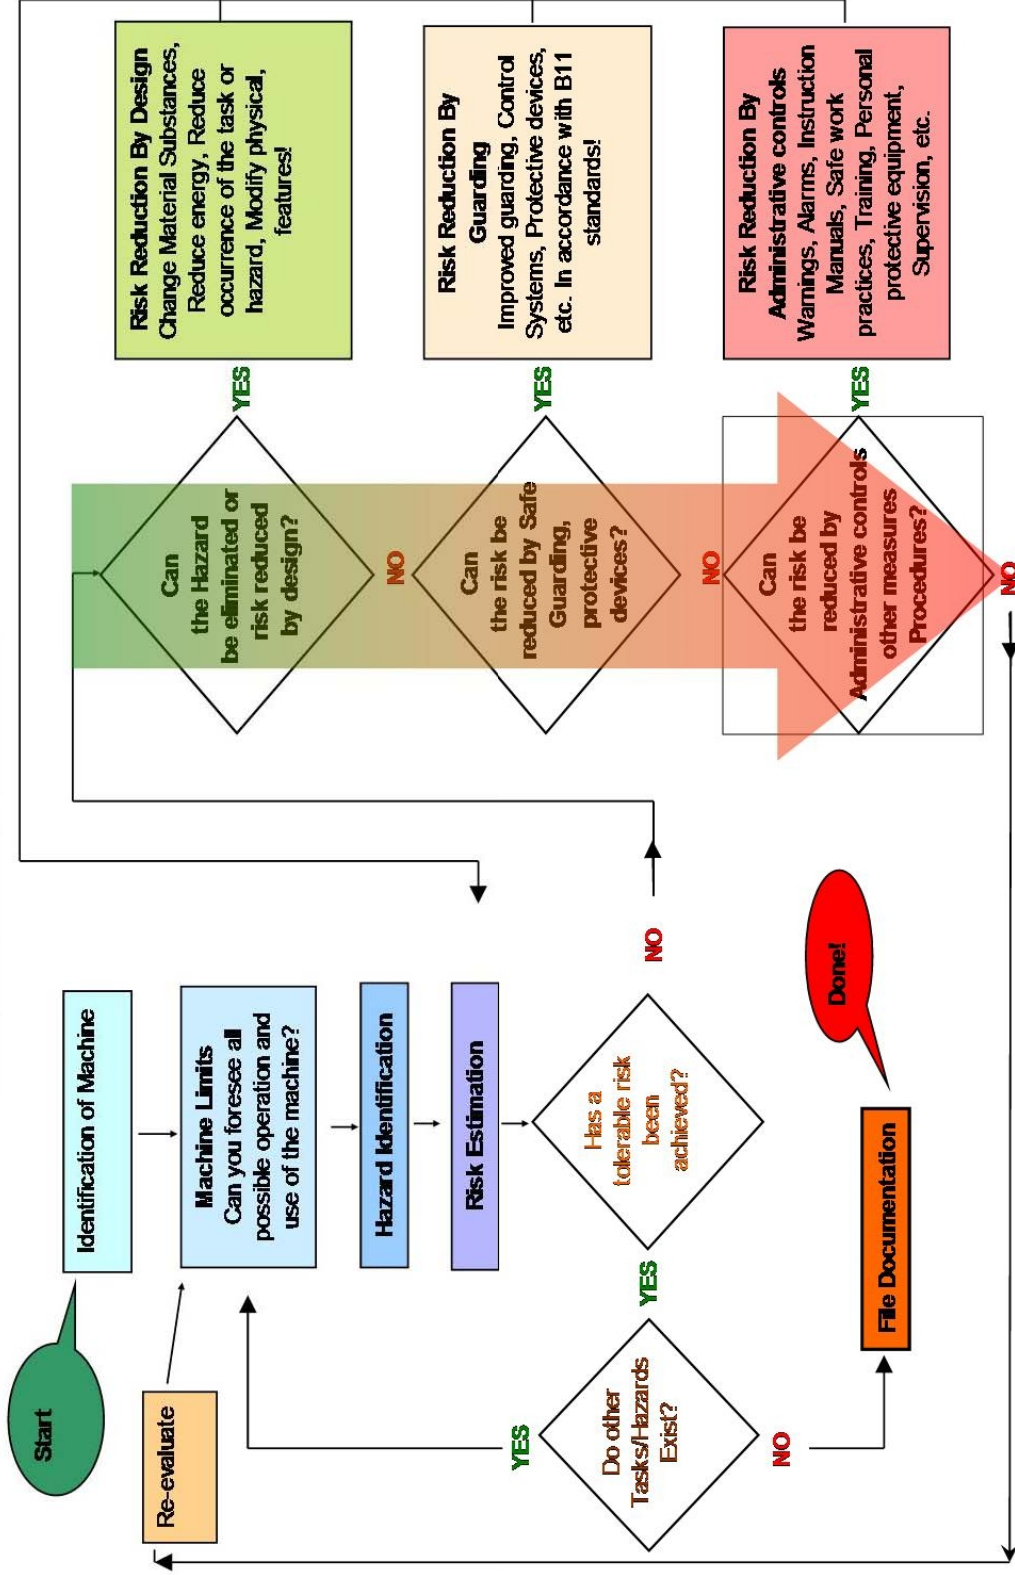 Start
Identification of Machine
Re-evaluate
Machine Limits
Can you foresee all
possible operation and
use of the machine?
Hazard Identification
Risk Estimation
Has a
tolerable risk
been
achieved?
YES
NO
Do other
Tasks/Hazards
Exist?
YES
NO
File Documentation
Done!
Can
the Hazard
be eliminated or
risk reduced
by design?
YES
Risk Reduction By Design
Change Material Substances,
Reduce energy, Reduce
occurrence of the task or
hazard, Modify physical,
features!
NO
Can
the risk be
reduced by Safe
Guarding,
protective
devices?
YES
Risk Reduction By
Guarding
Improved guarding, Control
Systems, Protective devices,
etc. In accordance with B11
standards!
NO
Can
the risk be
reduced by
Administrative controls
other measures
Procedures?
YES
Risk Reduction By
Administrative controls
Warnings, Alarms, Instruction
Manuals, Safe work
practices, Training, Personal
protective equipment,
Supervision, etc.
NO